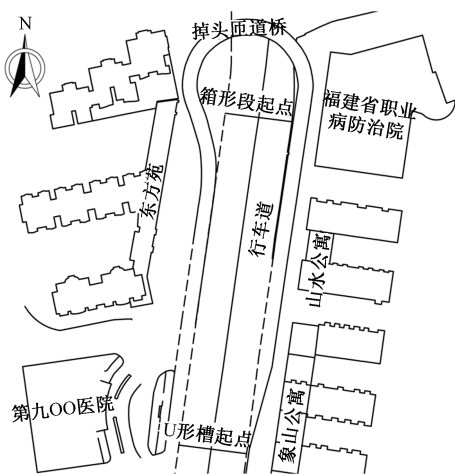 N
掉头匝道桥
箱形段起点
福建省职业
病防治院
东方苑
行车道
山水公寓
第九OO医院
U形槽起点
象山公寓